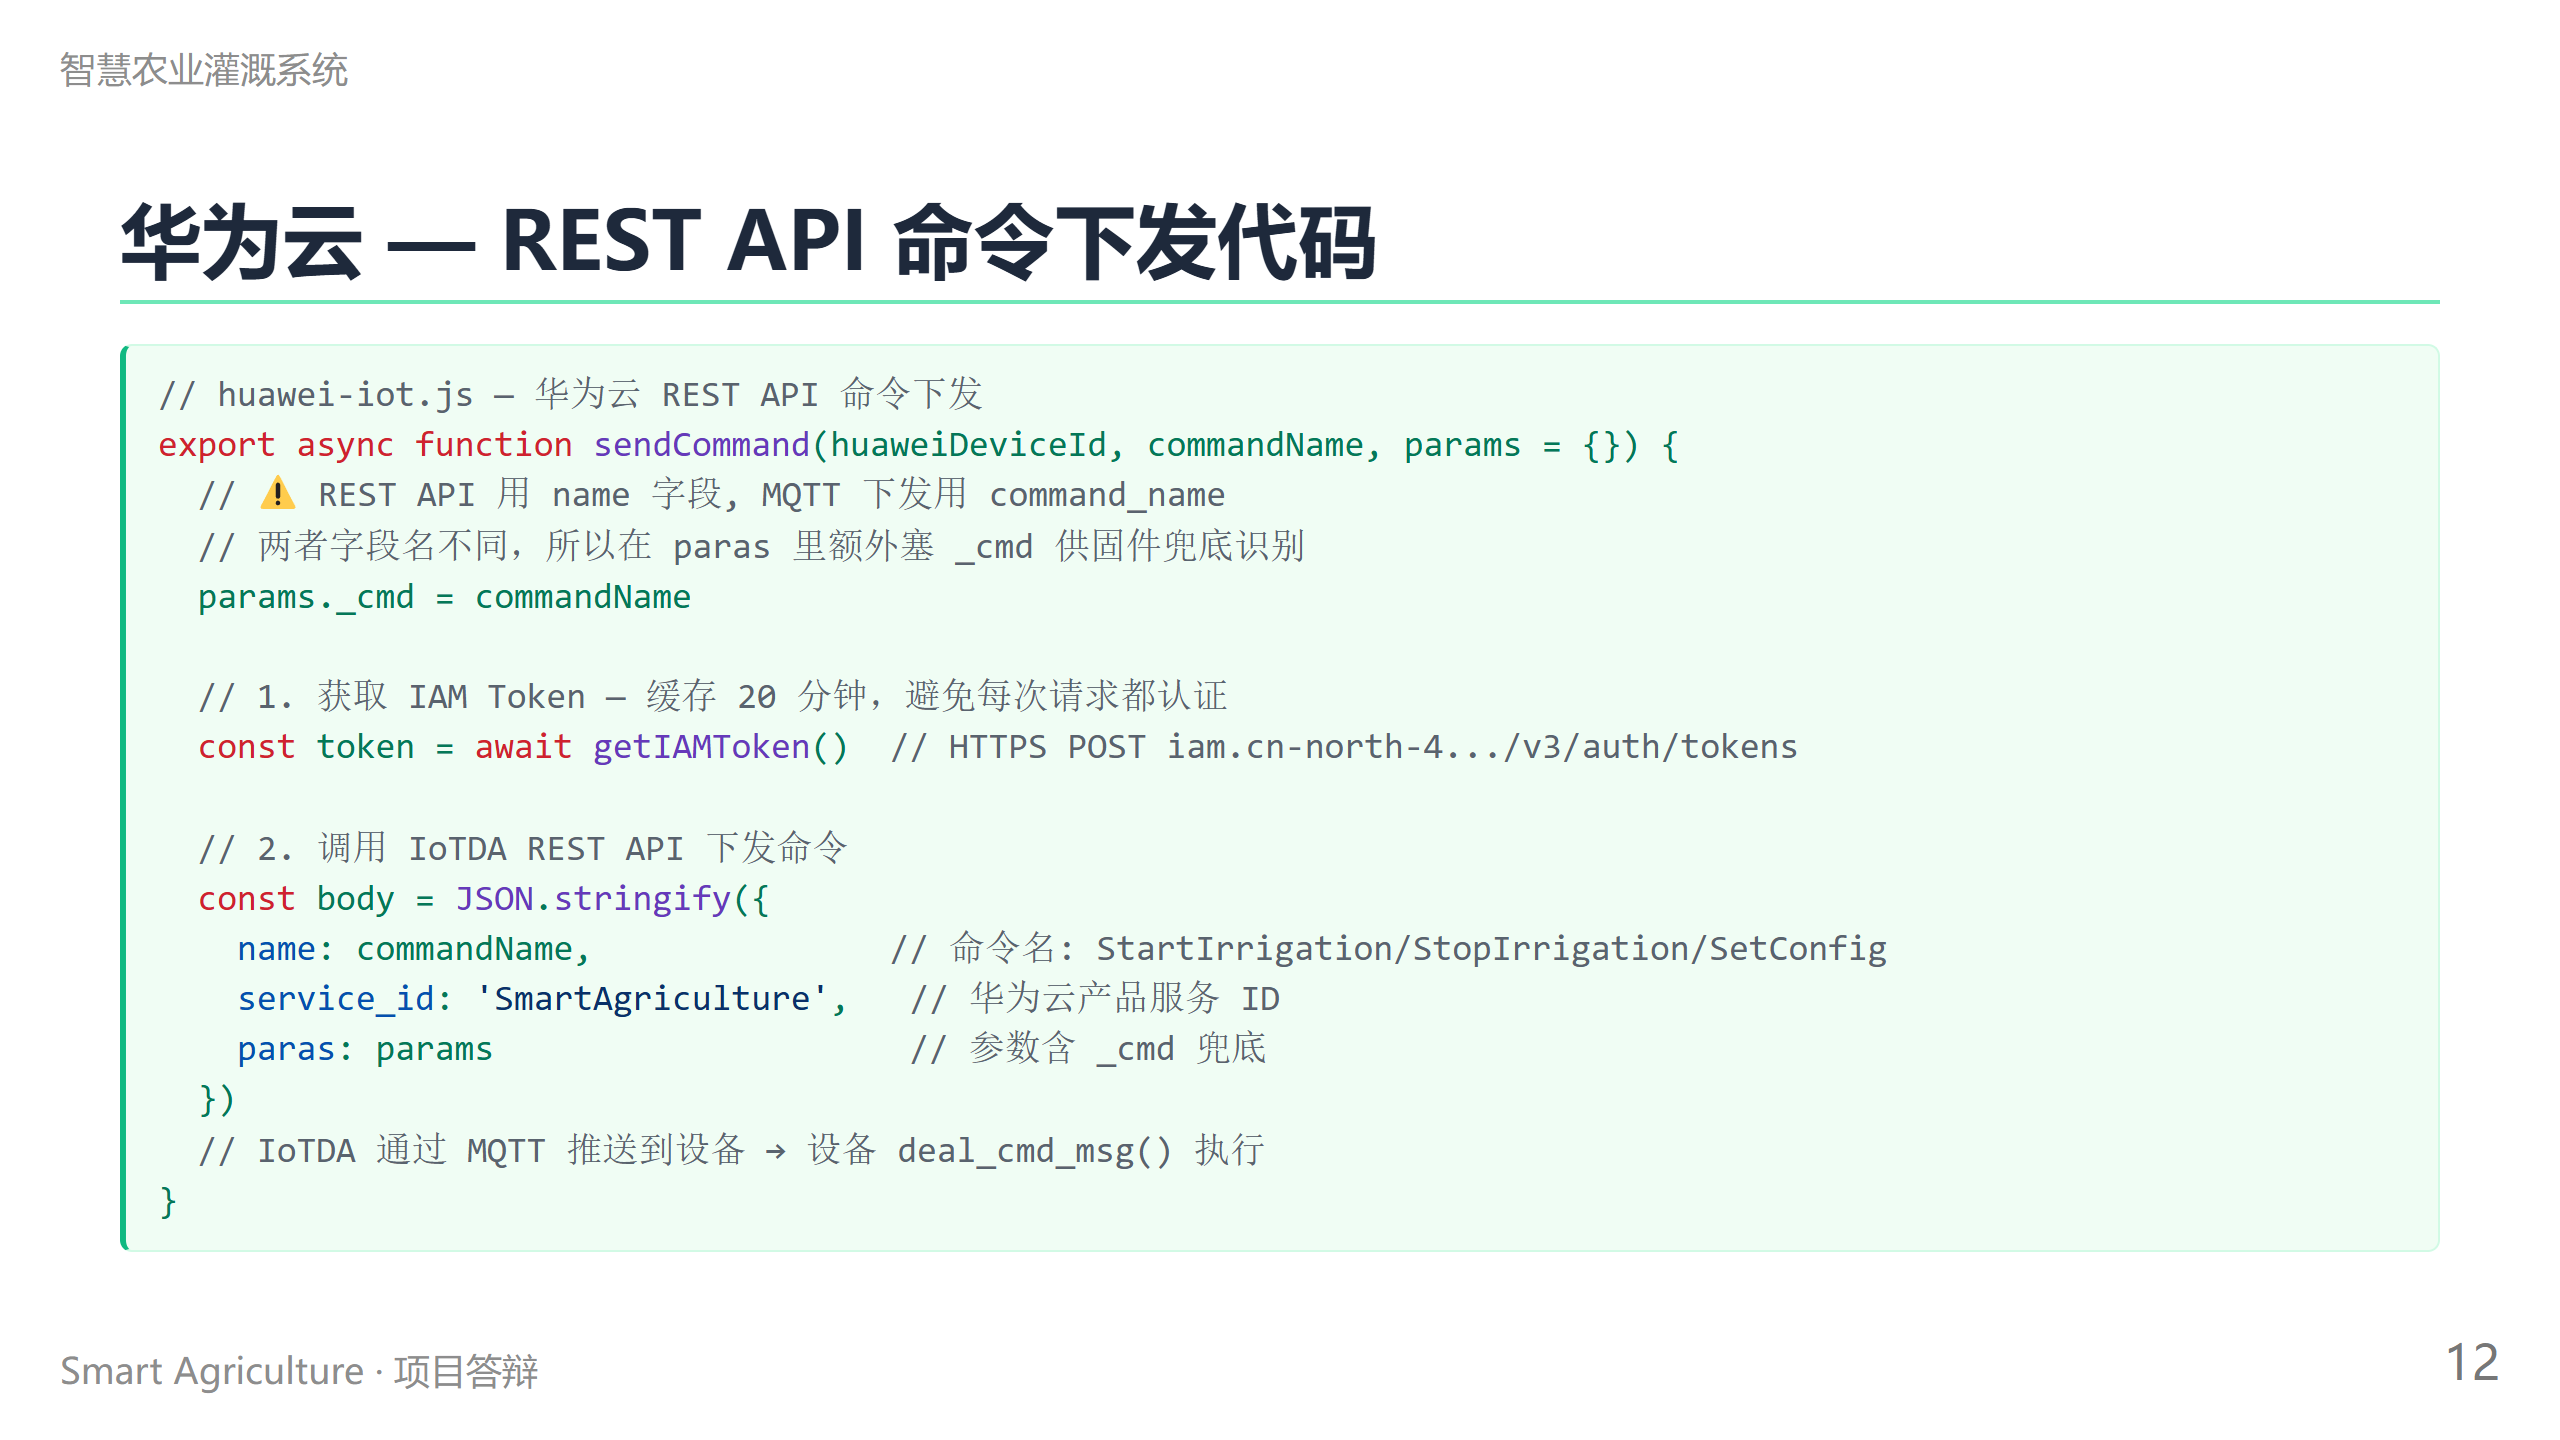 智慧农业灌溉系统
华为云 — REST API 命令下发代码
// huawei-iot.js — 华为云 REST API 命令下发
export async function sendCommand(huaweiDeviceId, commandName, params = {}) {
  // ⚠️ REST API 用 name 字段, MQTT 下发用 command_name
  // 两者字段名不同，所以在 paras 里额外塞 _cmd 供固件兜底识别
  params._cmd = commandName

  // 1. 获取 IAM Token — 缓存 20 分钟，避免每次请求都认证
  const token = await getIAMToken()  // HTTPS POST iam.cn-north-4.../v3/auth/tokens

  // 2. 调用 IoTDA REST API 下发命令
  const body = JSON.stringify({
    name: commandName,               // 命令名: StartIrrigation/StopIrrigation/SetConfig
    service_id: 'SmartAgriculture',   // 华为云产品服务 ID
    paras: params                     // 参数含 _cmd 兜底
  })
  // IoTDA 通过 MQTT 推送到设备 → 设备 deal_cmd_msg() 执行
}
Smart Agriculture · 项目答辩
12